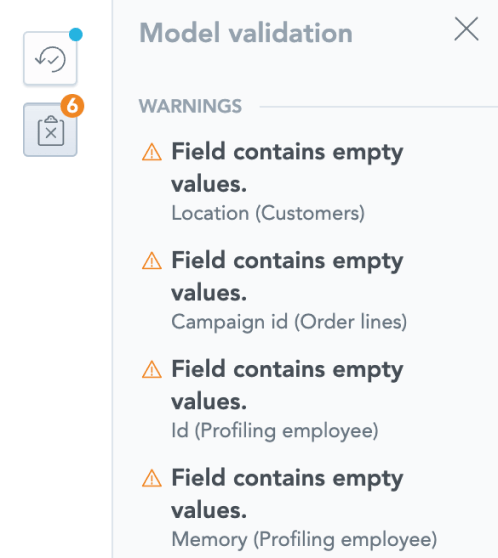 Model validation
6
WARNINGS
Field contains empty
values.
Location (Customers)
Field contains empty
values.
Campaign id (Order lines)
Field contains empty
values.
Id (Profiling employee)
Field contains empty
values.
Memory (Profiling employee)